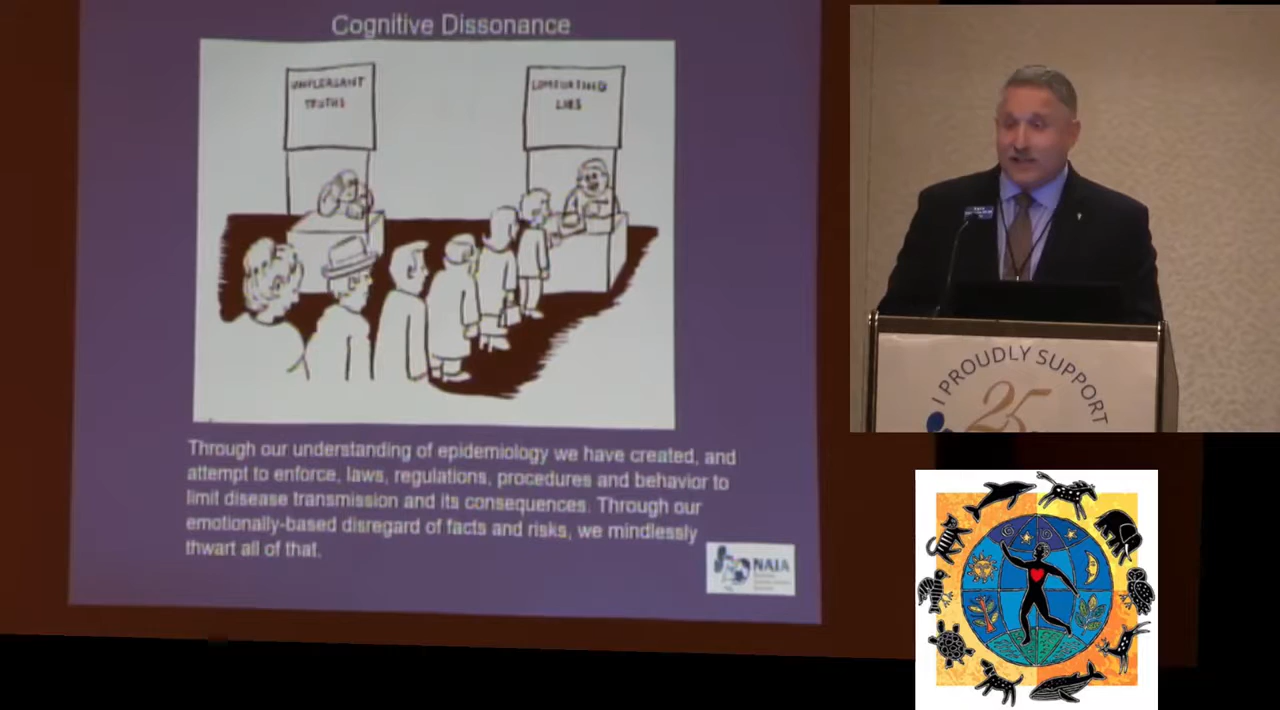 Cognitive Dissonance
UNPLEASANT
TRUTHS
COMFORTING
LIES
Through our understanding of epidemiology we have created, and
attempt to enforce, laws, regulations, procedures and behavior to
limit disease transmission and its consequences. Through our
emotionally-based disregard of facts and risks, we mindlessly
thwart all of that.
NAIA
I PROUDLY SUPPORT
25